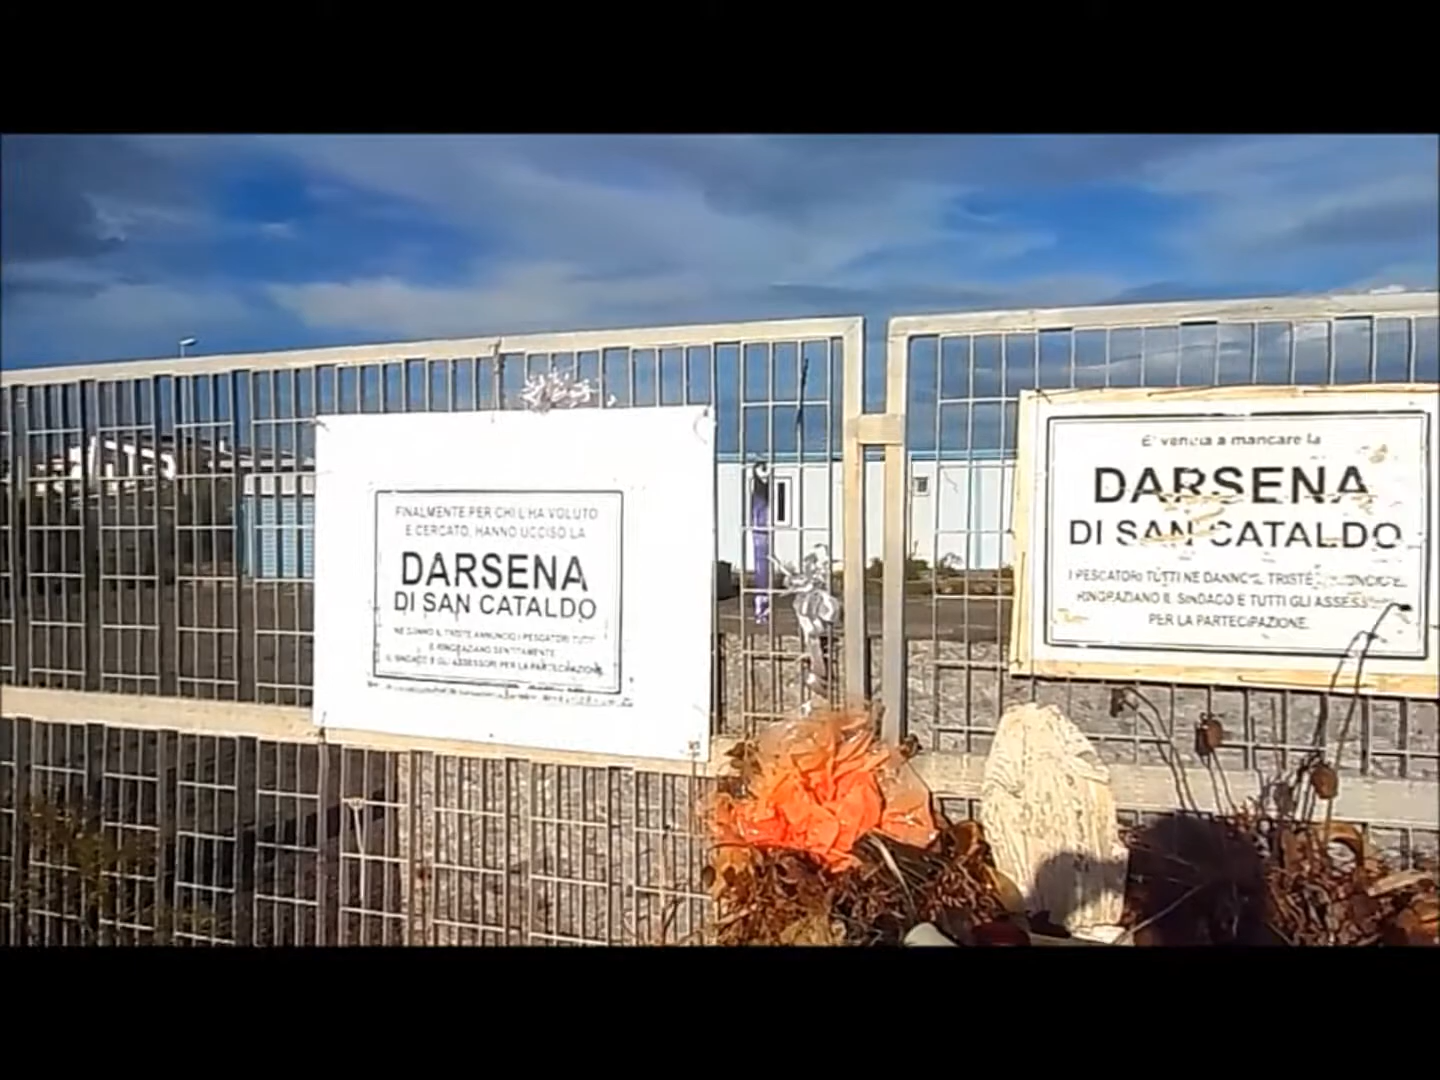 FINALMENTE PER CHI L'HA VOLUTO
E CERCATO, HANNO UCCISO LA
DARSENA
DI SAN CATALDO
NE DANNO IL TRISTE ANNUNCIO I PESCATORI TUTTI
E RINGRAZIANO SENTITAMENTE
IL SINDACO E GLI ASSESSORI PER LA PARTECIPAZIONE
E' venuta a mancare la
DARSENA
DI SAN CATALDO
I PESCATORI TUTTI NE DANNO IL TRISTE
RINGRAZIANO IL SINDACO E TUTTI GLI
PER LA PARTECIPAZIONE.